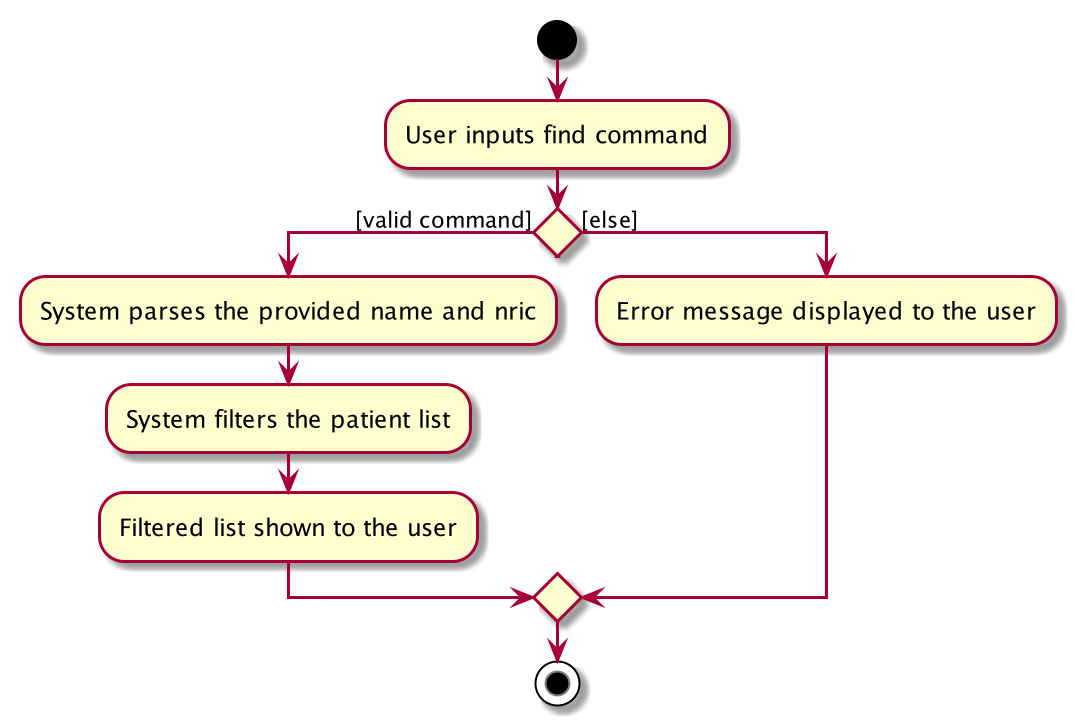 User inputs find command
[valid command]
[else]
System parses the provided name and nric
Error message displayed to the user
System filters the patient list
Filtered list shown to the user